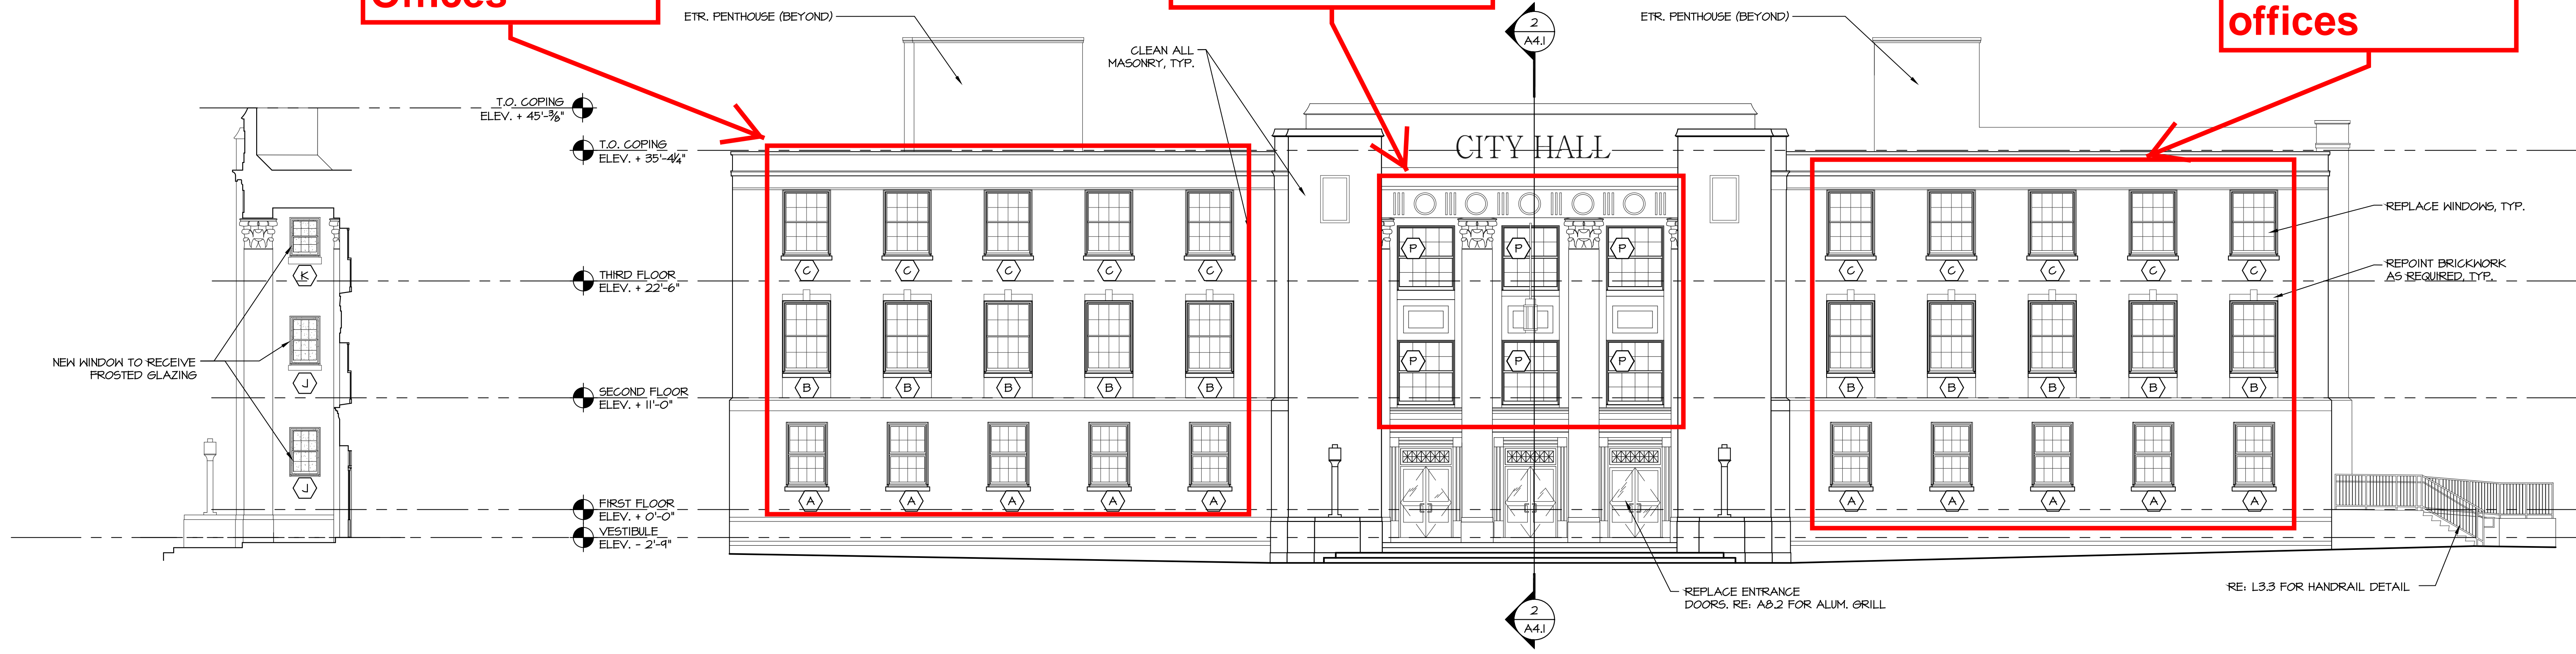 Offices
offices
ETR. PENTHOUSE (BEYOND)
2
A4.1
ETR. PENTHOUSE (BEYOND)
CLEAN ALL
MASONRY, TYP.
T.O. COPING
ELEV. + 45'-⅜"
T.O. COPING
ELEV. + 35'-4¼"
CITY HALL
REPLACE WINDOWS, TYP.
P P P
K
C C C C C
C C C C C
THIRD FLOOR
ELEV. + 22'-6"
REPOINT BRICKWORK
AS REQUIRED, TYP.
NEW WINDOW TO RECEIVE
FROSTED GLAZING
P P P
J
B B B B B
B B B B B
SECOND FLOOR
ELEV. + 11'-0"
J
A A A A A
A A A A A
FIRST FLOOR
ELEV. + 0'-0"
VESTIBULE
ELEV. - 2'-9"
REPLACE ENTRANCE
DOORS. RE: A8.2 FOR ALUM. GRILL
RE: L3.3 FOR HANDRAIL DETAIL
2
A4.1